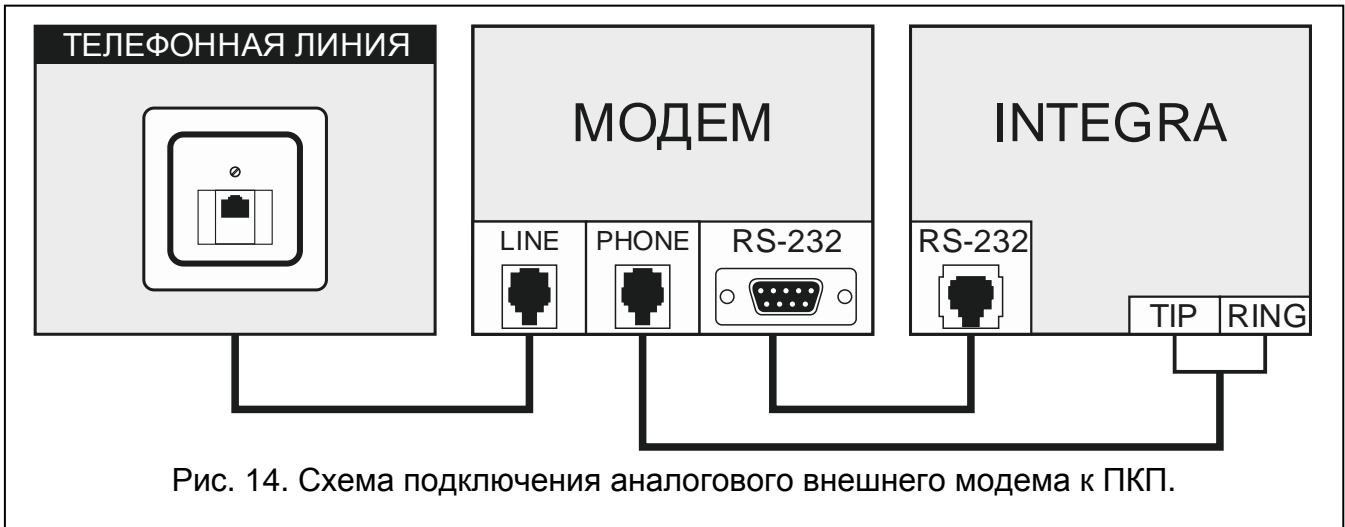 ТЕЛЕФОННАЯ ЛИНИЯ
МОДЕМ
INTEGRA
LINE
PHONE
RS-232
RS-232
TIP
RING
Рис. 14. Схема подключения аналогового внешнего модема к ПКП.